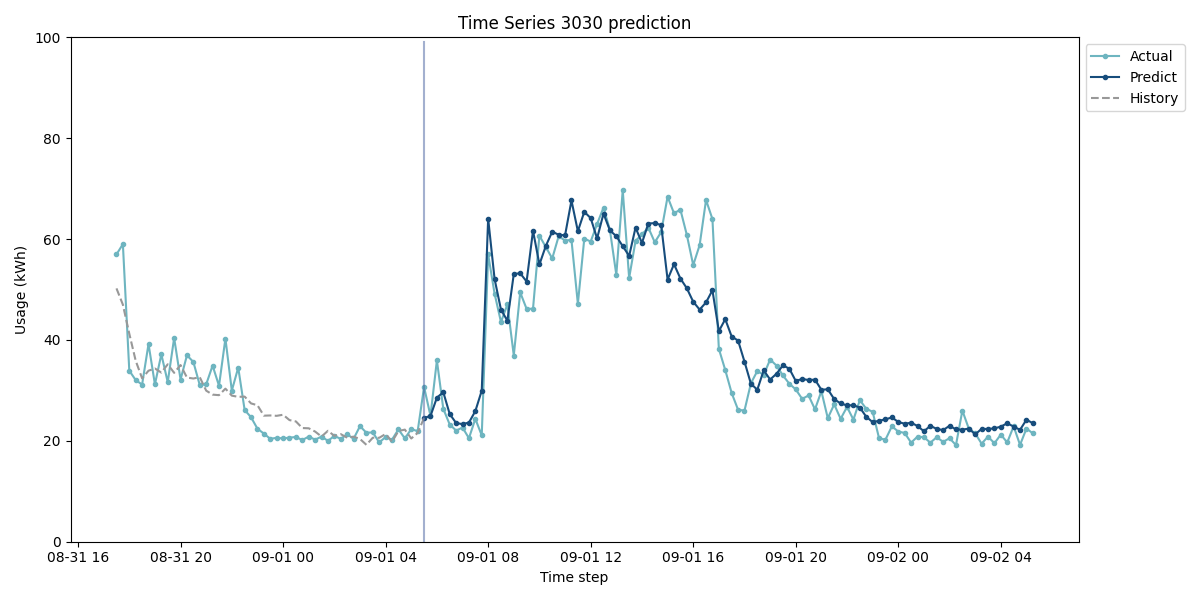 Time Series 3030 prediction
100
80
60
40
20
0
Usage (kWh)
08-31 16
08-31 20
09-01 00
09-01 04
09-01 08
09-01 12
09-01 16
09-01 20
09-02 00
09-02 04
Time step
Actual
Predict
History